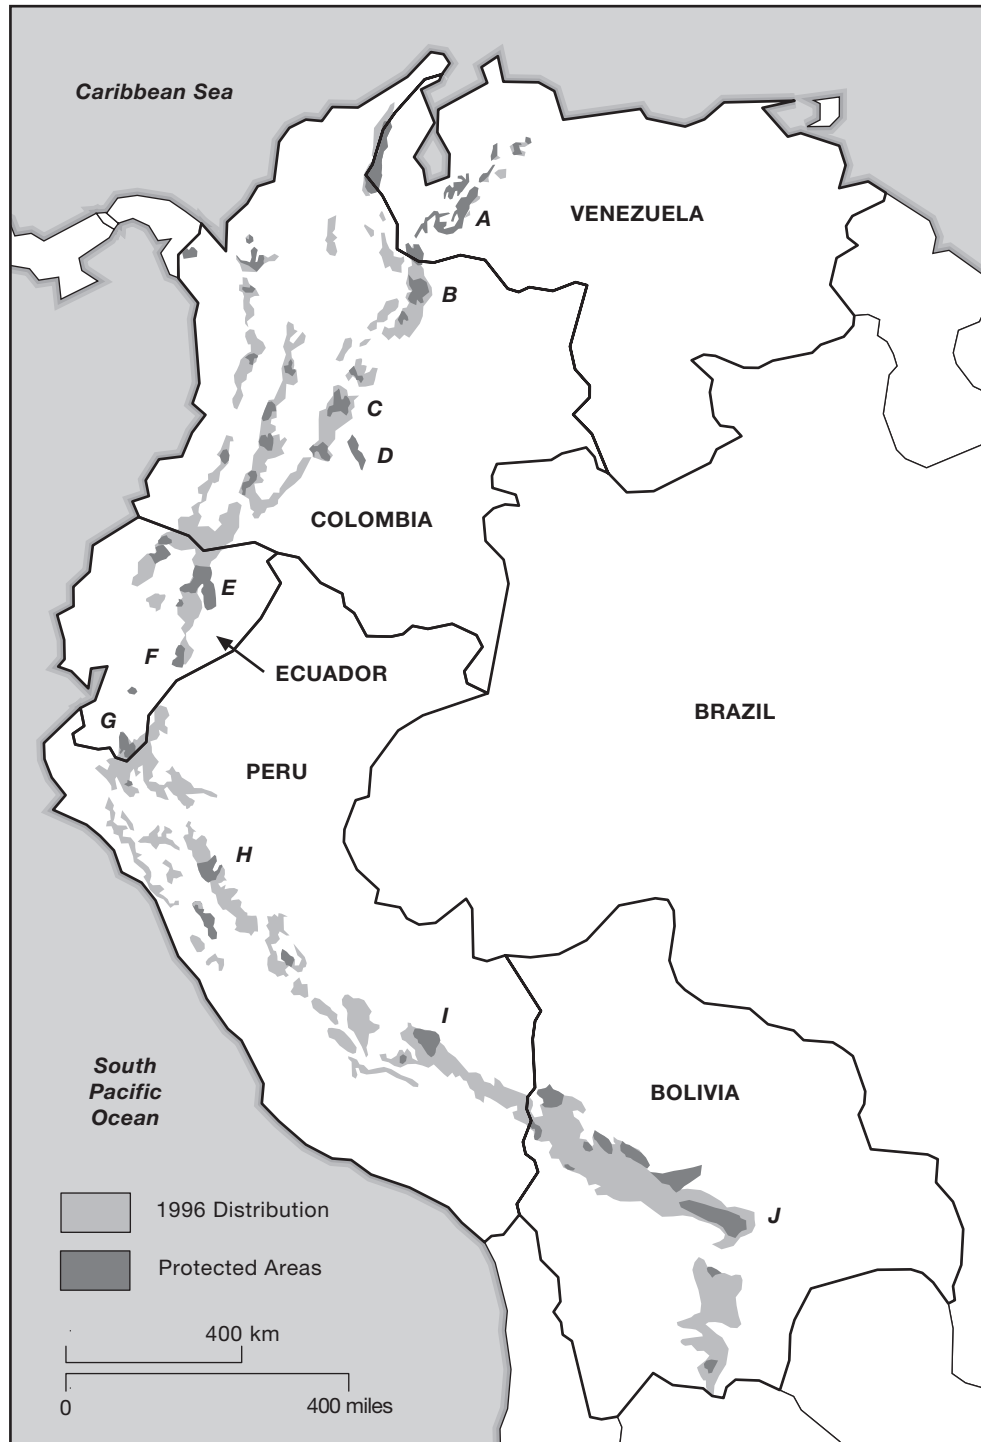 Caribbean Sea
A
VENEZUELA
B
C
D
COLOMBIA
E
F
ECUADOR
BRAZIL
G
PERU
H
I
South
Pacific
Ocean
BOLIVIA
1996 Distribution
J
Protected Areas
400 km
0
400 miles